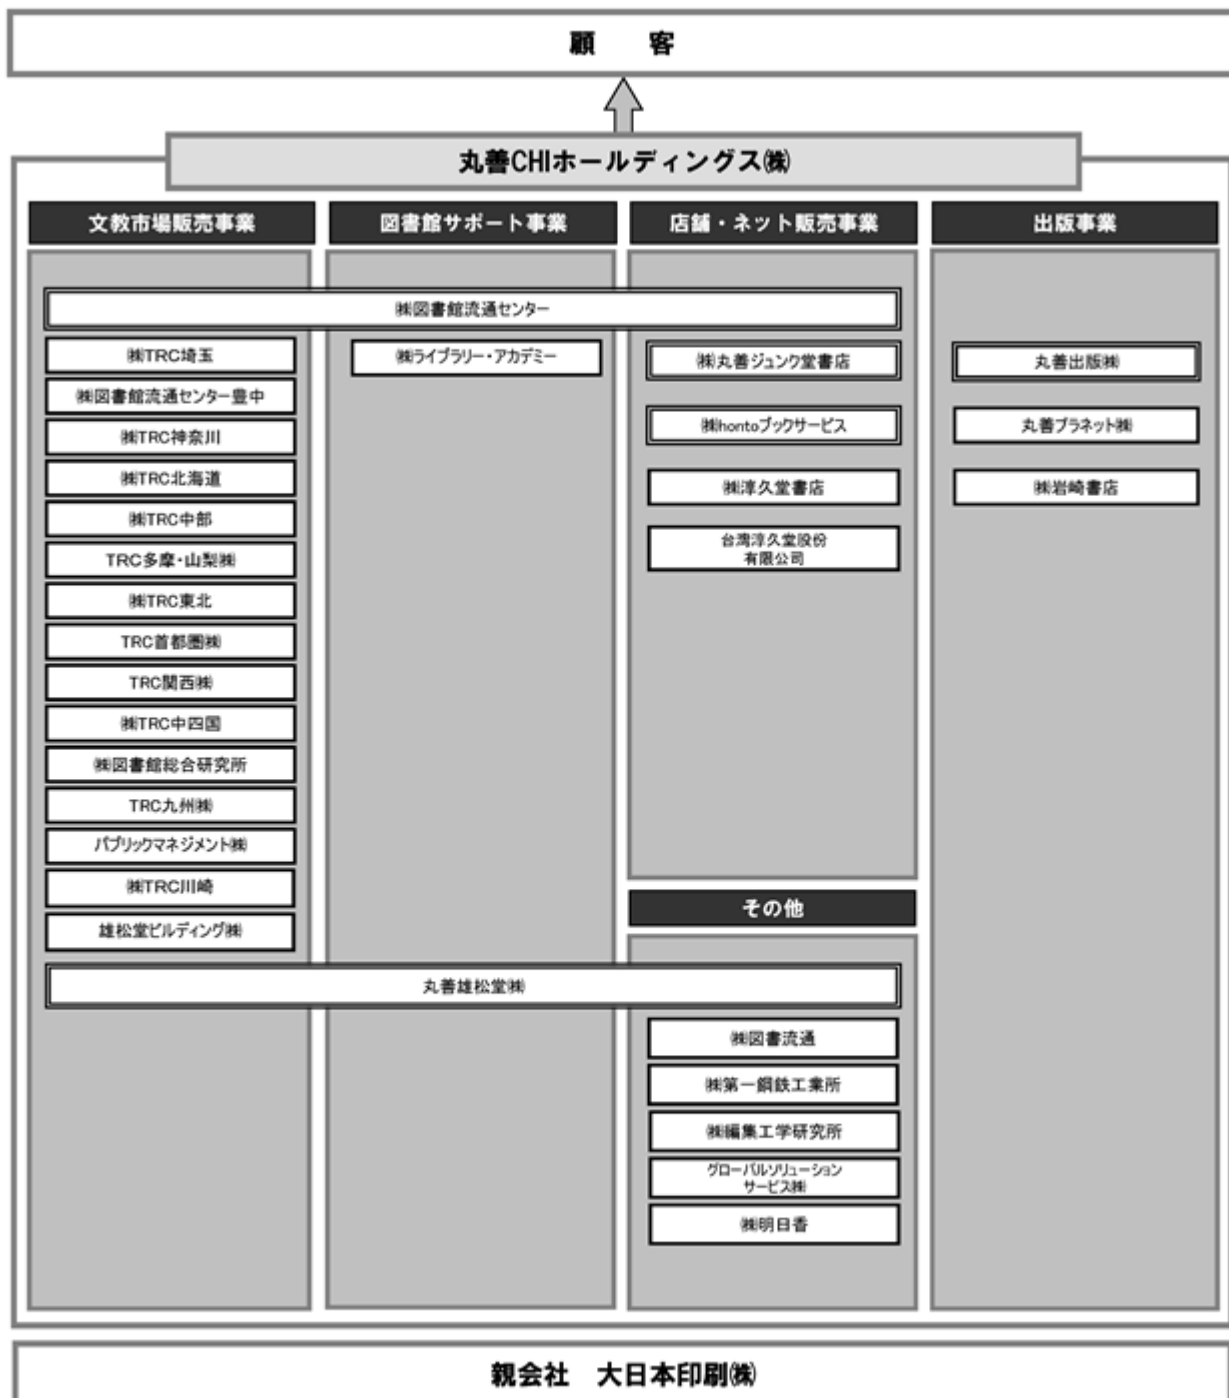 顧　客
丸善CHIホールディングス㈱
文教市場販売事業
図書館サポート事業
店舗・ネット販売事業
出版事業
㈱図書館流通センター
㈱TRC埼玉
㈱図書館流通センター豊中
㈱TRC神奈川
㈱TRC北海道
㈱TRC中部
TRC多摩・山梨㈱
㈱TRC東北
TRC首都圏㈱
TRC関西㈱
㈱TRC中四国
㈱図書館総合研究所
TRC九州㈱
パブリックマネジメント㈱
㈱TRC川崎
雄松堂ビルディング㈱
㈱ライブラリー・アカデミー
㈱丸善ジュンク堂書店
㈱hontoブックサービス
㈱淳久堂書店
台湾淳久堂股份
有限公司
丸善出版㈱
丸善プラネット㈱
㈱岩崎書店
その他
丸善雄松堂㈱
㈱図書流通
㈱第一鋼鉄工業所
㈱編集工学研究所
グローバルソリューション
サービス㈱
㈱明日香
親会社　大日本印刷㈱